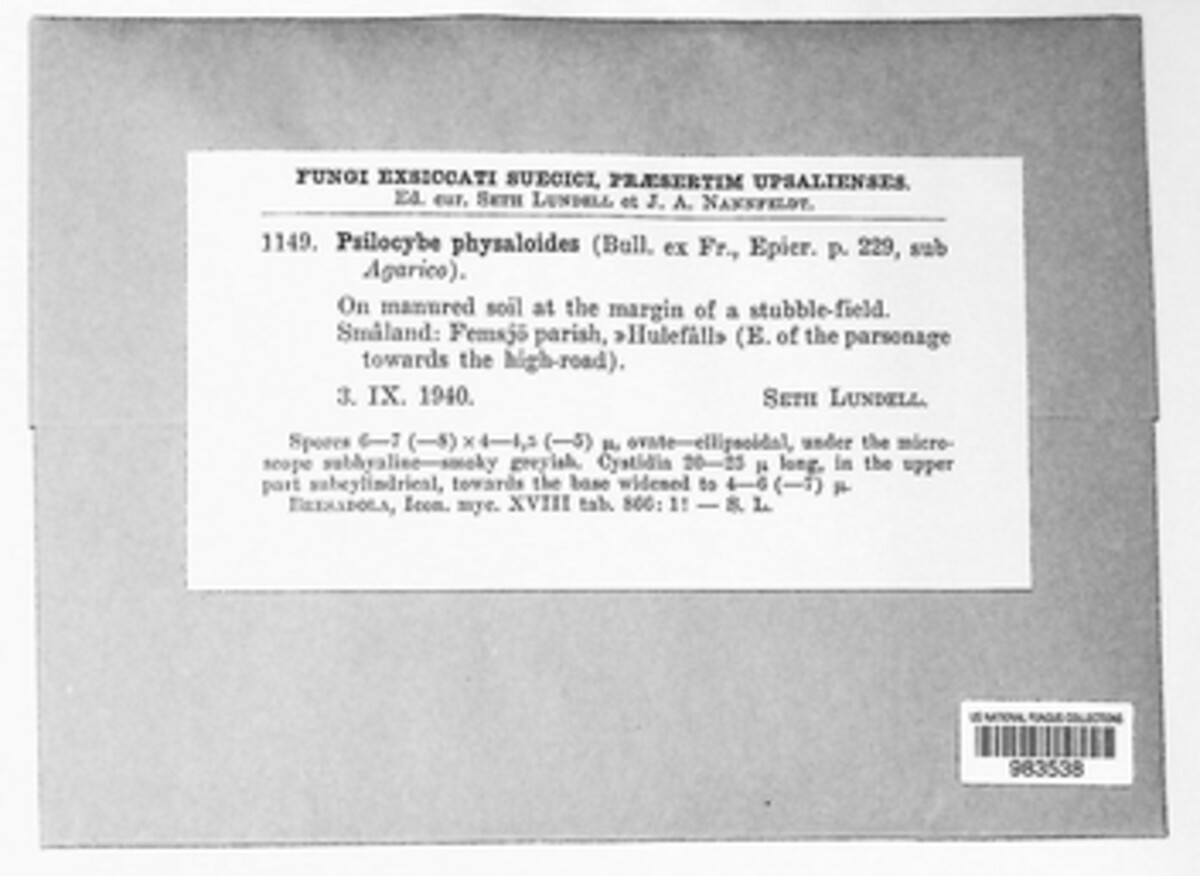 FUNGI EXSICCATI SUECICI, PRÆSERTIM UPSALIENSES.
Ed. cur. SETH LUNDELL et J. A. NANNFELDT.
1149. Psilocybe physaloides (Bull. ex Fr., Epicr. p. 229, sub
Agarico).
On manured soil at the margin of a stubble-field.
Småland: Femsjö parish, »Hulefäll» (E. of the parsonage
towards the high-road).
3. IX. 1940. SETH LUNDELL.
Spores 6—7 (—8) × 4—4,5 (—5) μ, ovate—ellipsoidal, under the micro-
scope subhyaline—smoky greyish. Cystidia 20—25 μ long, in the upper
part subcylindrical, towards the base widened to 4—6 (—7) μ.
BRESADOLA, Icon. myc. XVIII tab. 866: 1! — S. L.
US NATIONAL FUNGUS COLLECTIONS
983538